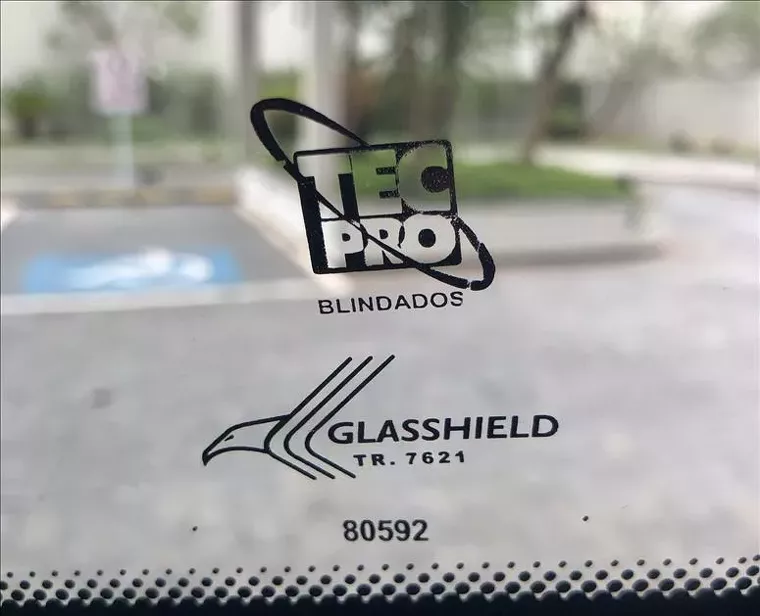 TEC
PRO
BLINDADOS
GLASSHIELD
TR. 7621
80592